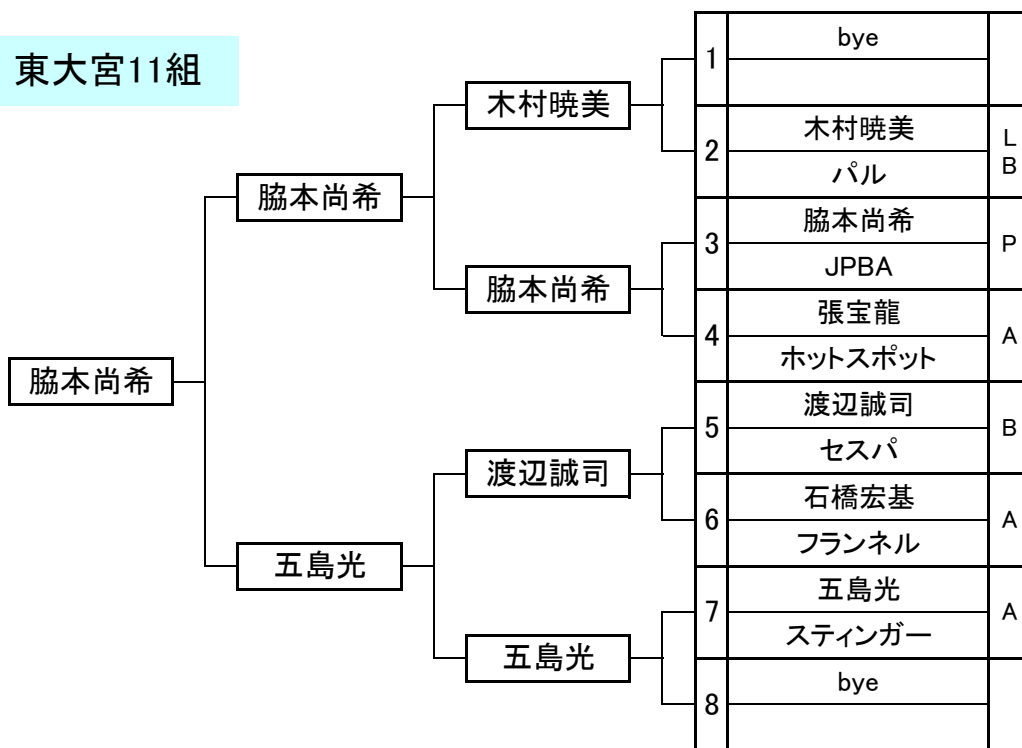 東大宮11組
脇本尚希
脇本尚希
五島光
木村暁美
脇本尚希
渡辺誠司
五島光
1
bye
2
木村暁美
パル
L
B
3
脇本尚希
JPBA
P
4
張宝龍
ホットスポット
A
5
渡辺誠司
セスパ
B
6
石橋宏基
フランネル
A
7
五島光
スティンガー
A
8
bye